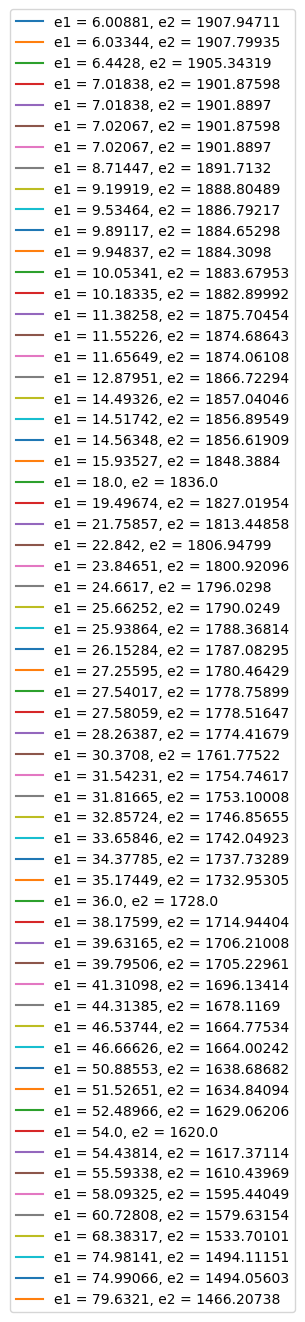 e1 = 6.00881, e2 = 1907.94711
e1 = 6.03344, e2 = 1907.79935
e1 = 6.4428, e2 = 1905.34319
e1 = 7.01838, e2 = 1901.87598
e1 = 7.01838, e2 = 1901.8897
e1 = 7.02067, e2 = 1901.87598
e1 = 7.02067, e2 = 1901.8897
e1 = 8.71447, e2 = 1891.7132
e1 = 9.19919, e2 = 1888.80489
e1 = 9.53464, e2 = 1886.79217
e1 = 9.89117, e2 = 1884.65298
e1 = 9.94837, e2 = 1884.3098
e1 = 10.05341, e2 = 1883.67953
e1 = 10.18335, e2 = 1882.89992
e1 = 11.38258, e2 = 1875.70454
e1 = 11.55226, e2 = 1874.68643
e1 = 11.65649, e2 = 1874.06108
e1 = 12.87951, e2 = 1866.72294
e1 = 14.49326, e2 = 1857.04046
e1 = 14.51742, e2 = 1856.89549
e1 = 14.56348, e2 = 1856.61909
e1 = 15.93527, e2 = 1848.3884
e1 = 18.0, e2 = 1836.0
e1 = 19.49674, e2 = 1827.01954
e1 = 21.75857, e2 = 1813.44858
e1 = 22.842, e2 = 1806.94799
e1 = 23.84651, e2 = 1800.92096
e1 = 24.6617, e2 = 1796.0298
e1 = 25.66252, e2 = 1790.0249
e1 = 25.93864, e2 = 1788.36814
e1 = 26.15284, e2 = 1787.08295
e1 = 27.25595, e2 = 1780.46429
e1 = 27.54017, e2 = 1778.75899
e1 = 27.58059, e2 = 1778.51647
e1 = 28.26387, e2 = 1774.41679
e1 = 30.3708, e2 = 1761.77522
e1 = 31.54231, e2 = 1754.74617
e1 = 31.81665, e2 = 1753.10008
e1 = 32.85724, e2 = 1746.85655
e1 = 33.65846, e2 = 1742.04923
e1 = 34.37785, e2 = 1737.73289
e1 = 35.17449, e2 = 1732.95305
e1 = 36.0, e2 = 1728.0
e1 = 38.17599, e2 = 1714.94404
e1 = 39.63165, e2 = 1706.21008
e1 = 39.79506, e2 = 1705.22961
e1 = 41.31098, e2 = 1696.13414
e1 = 44.31385, e2 = 1678.1169
e1 = 46.53744, e2 = 1664.77534
e1 = 46.66626, e2 = 1664.00242
e1 = 50.88553, e2 = 1638.68682
e1 = 51.52651, e2 = 1634.84094
e1 = 52.48966, e2 = 1629.06206
e1 = 54.0, e2 = 1620.0
e1 = 54.43814, e2 = 1617.37114
e1 = 55.59338, e2 = 1610.43969
e1 = 58.09325, e2 = 1595.44049
e1 = 60.72808, e2 = 1579.63154
e1 = 68.38317, e2 = 1533.70101
e1 = 74.98141, e2 = 1494.11151
e1 = 74.99066, e2 = 1494.05603
e1 = 79.6321, e2 = 1466.20738